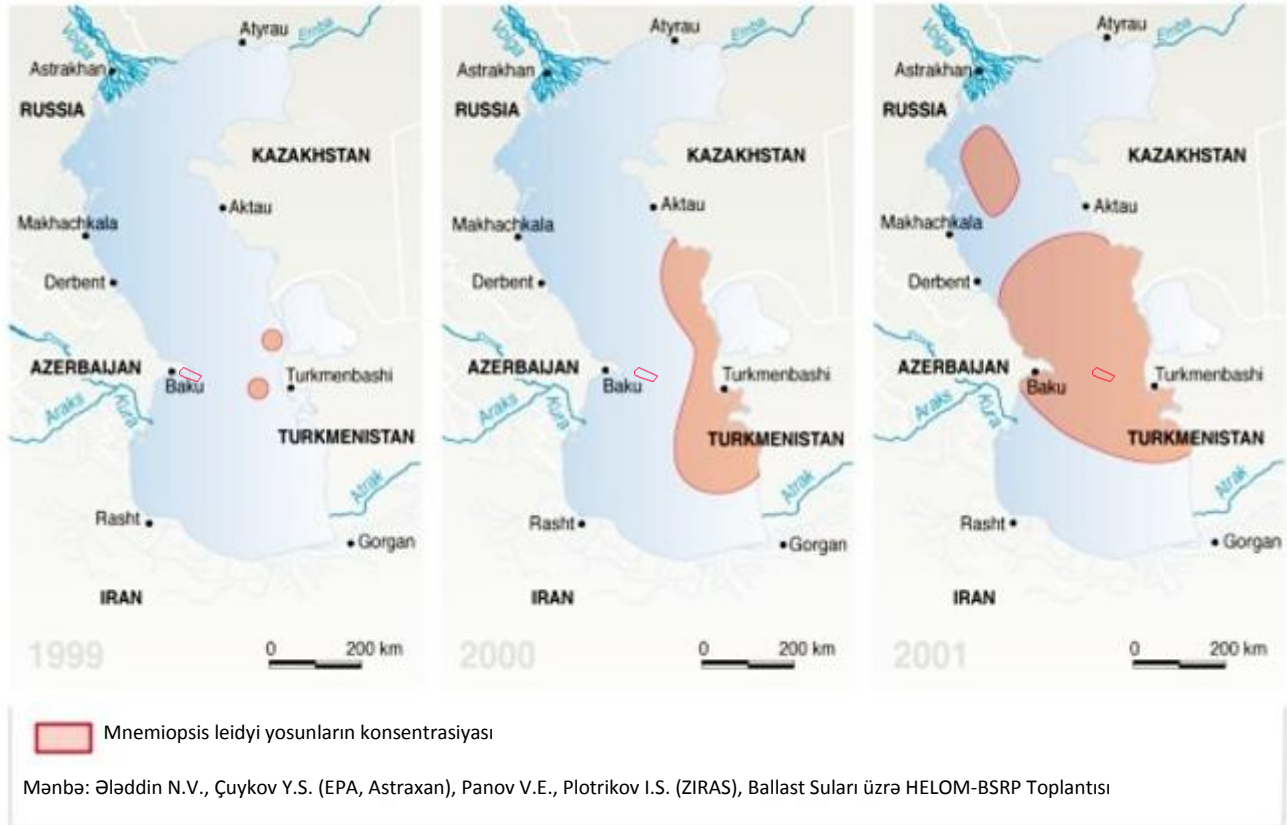 Atyrau
Volga
Emba
Astrakhan
RUSSIA
KAZAKHSTAN
Aktau
Makhachkala
Derbent
AZERBAIJAN
Baku
Turkmenbashi
Araks
Kura
TURKMENISTAN
Atrak
Rasht
Gorgan
IRAN
1999
0 200 km
Atyrau
Volga
Emba
Astrakhan
RUSSIA
KAZAKHSTAN
Aktau
Makhachkala
Derbent
AZERBAIJAN
Baku
Turkmenbashi
Araks
Kura
TURKMENISTAN
Atrak
Rasht
Gorgan
IRAN
2000
0 200 km
Atyrau
Volga
Emba
Astrakhan
RUSSIA
KAZAKHSTAN
Aktau
Makhachkala
Derbent
AZERBAIJAN
Baku
Turkmenbashi
Araks
Kura
TURKMENISTAN
Atrak
Rasht
Gorgan
IRAN
2001
0 200 km
Mnemiopsis leidyi yosunların konsentrasiyası
Mənbə: Ələddin N.V., Çuykov Y.S. (EPA, Astraxan), Panov V.E., Plotrikov I.S. (ZIRAS), Ballast Suları üzrə HELOM-BSRP Toplantısı